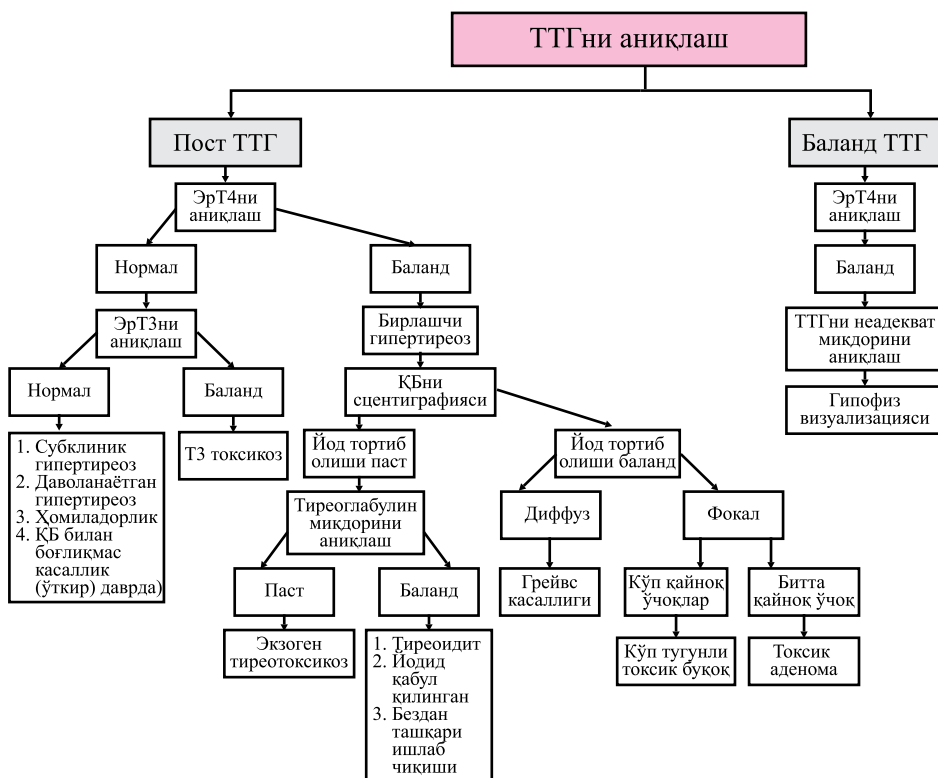 ТТГни аниқлаш
Пост ТТГ
Баланд ТТГ
ЭрТ4ни
аниқлаш
ЭрТ4ни
аниқлаш
Нормал
Баланд
Баланд
ЭрТ3ни
аниқлаш
Бирлашчи
гипертиреоз
ТТГни неадекват
миқдорини
аниқлаш
Нормал
Баланд
ҚБни
сцентиграфияси
Гипофиз
визуализацияси
1. Субклиник
гипертиреоз
2. Даволанаётган
гипертиреоз
3. Ҳомиладорлик
4. ҚБ билан
боғлиқмас
касаллик
(ўткир) даврда)
Т3 токсикоз
Йод тортиб
олиши паст
Йод тортиб
олиши баланд
Тиреоглабулин
миқдорини
аниқлаш
Диффуз
Фокал
Паст
Баланд
Грейвс
касаллиги
Кўп қайноқ
ўчоқлар
Битта
қайноқ ўчоқ
Экзоген
тиреотоксикоз
1. Тиреоидит
2. Йодид
қабул
қилинган
3. Бездан
ташқари
ишлаб
чиқиши
Кўп тугунли
токсик буқоқ
Токсик
аденома